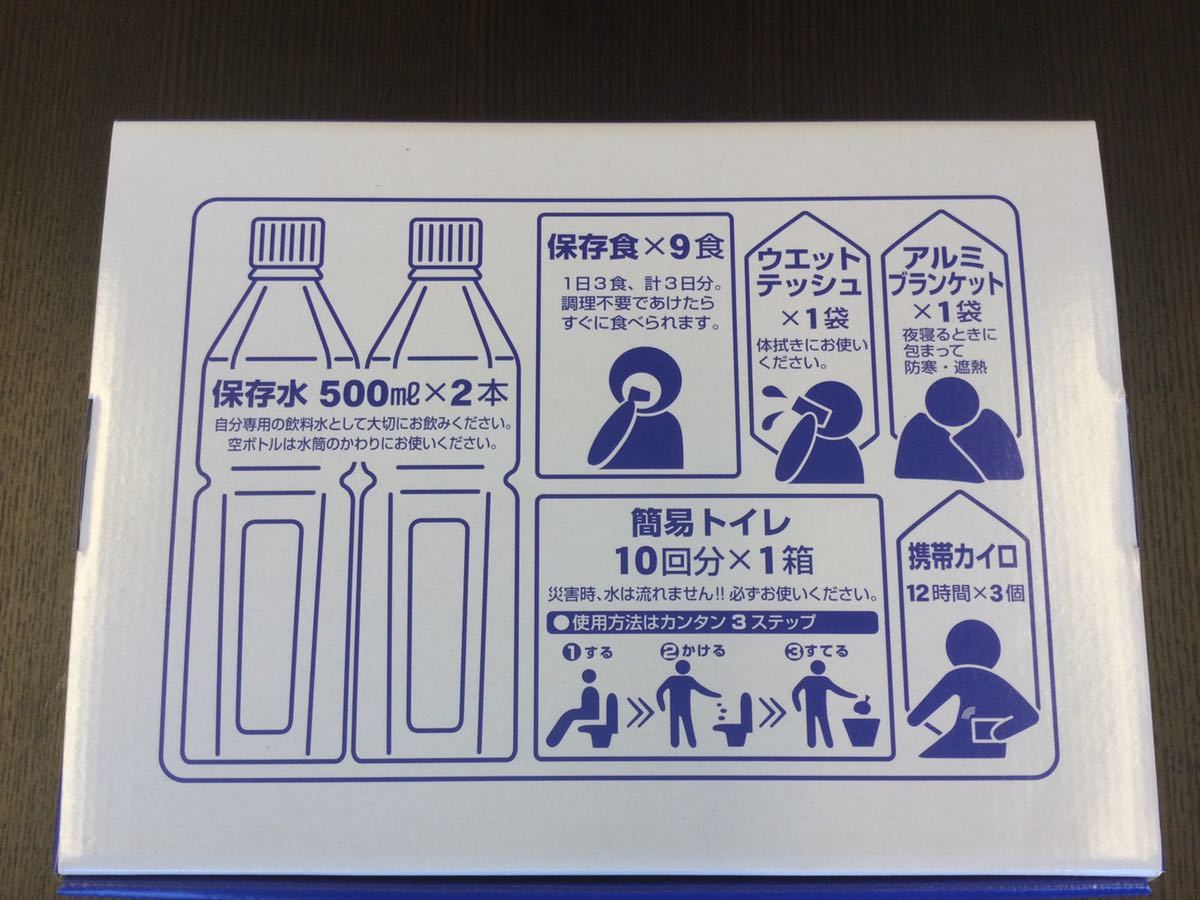 保存水 500㎖×2本
自分専用の飲料水として大切にお飲みください。
空ボトルは水筒のかわりにお使いください。
保存食×9食
1日3食、計3日分。
調理不要であけたら
すぐに食べられます。
ウエット
テッシュ
×1袋
体拭きにお使い
ください。
アルミ
ブランケット
×1袋
夜寝るときに
包まって
防寒・遮熱
簡易トイレ
10回分×1箱
災害時、水は流れません!! 必ずお使いください。
●使用方法はカンタン3ステップ
①する ②かける ③すてる
携帯カイロ
12時間×3個